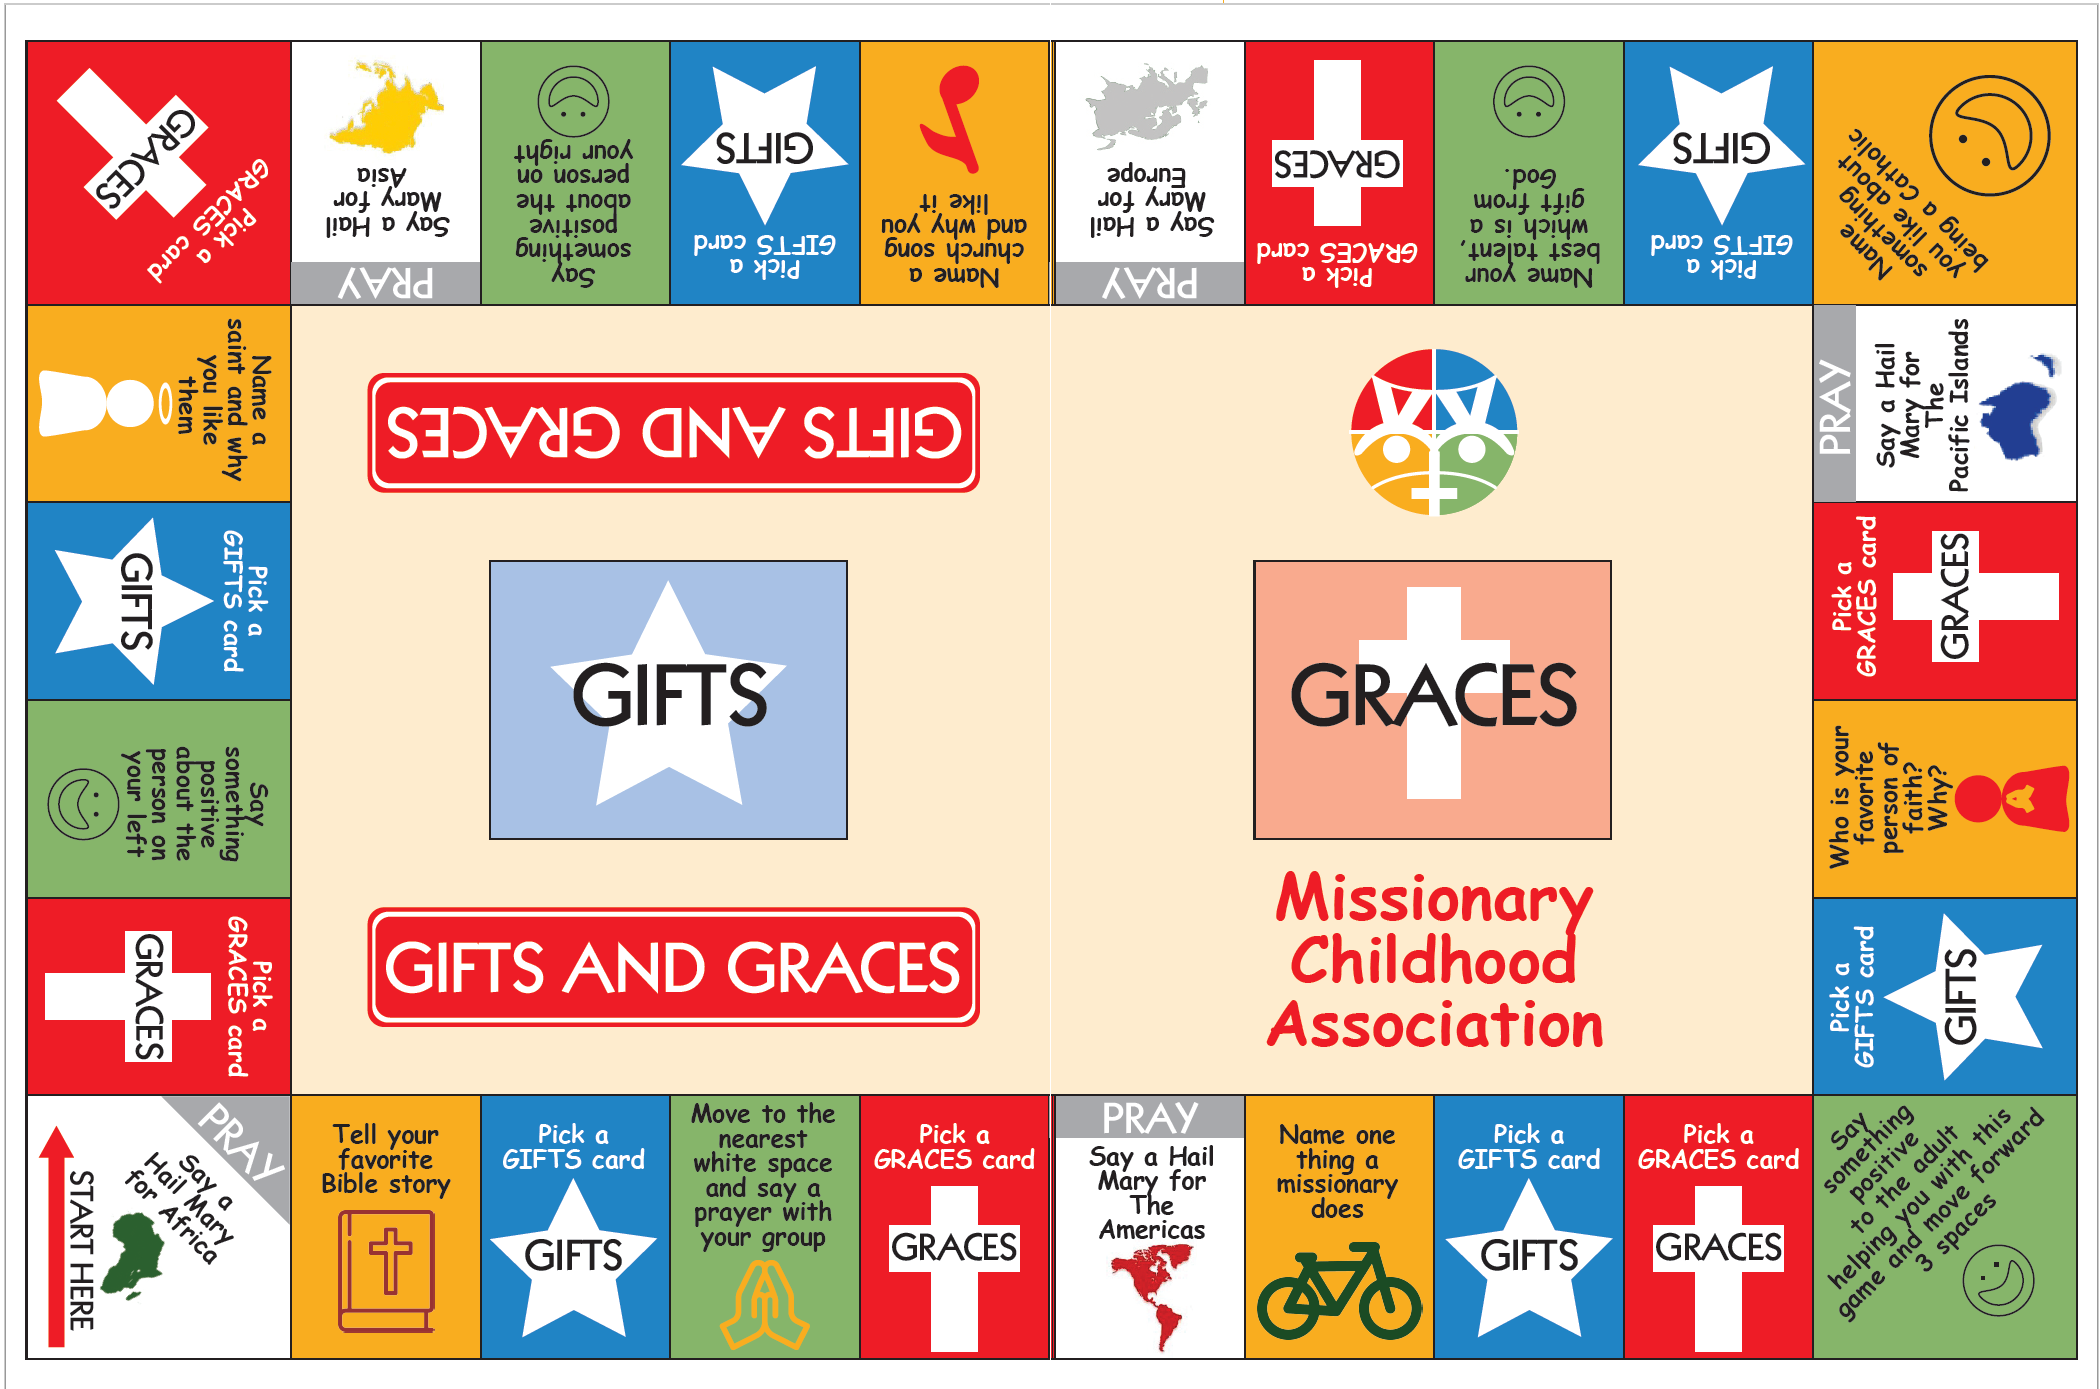 GRACES
Pick a
GRACES card
Say a Hail
Mary for
Asia
PRAY
Say
something
positive
about the
person on
your right
GIFTS
Pick a
GIFTS card
Name a
church song
and why you
like it
Say a Hail
Mary for
Europe
PRAY
GRACES
Pick a
GRACES card
Name your
best talent,
which is a
gift from
God.
GIFTS
Pick a
GIFTS card
Name
something
you like about
being a Catholic
Name a
saint and why
you like
them
GIFTS
Pick a
GIFTS card
Say
something
positive
about the
person on
your left
GRACES
Pick a
GRACES card
GIFTS AND GRACES
GIFTS
GIFTS AND GRACES
GRACES
Missionary
Childhood
Association
PRAY
Say a Hail
Mary for
The
Pacific Islands
Pick a
GRACES card
GRACES
Who is your
favorite
person of
faith?
Why?
Pick a
GIFTS card
GIFTS
START HERE
PRAY
Say a
Hail Mary
for Africa
Tell your
favorite
Bible story
Pick a
GIFTS card
GIFTS
Move to the
nearest
white space
and say a
prayer with
your group
Pick a
GRACES card
GRACES
PRAY
Say a Hail
Mary for
The
Americas
Name one
thing a
missionary
does
Pick a
GIFTS card
GIFTS
Pick a
GRACES card
GRACES
Say
something
positive
to the adult
helping you with this
game and move forward
3 spaces